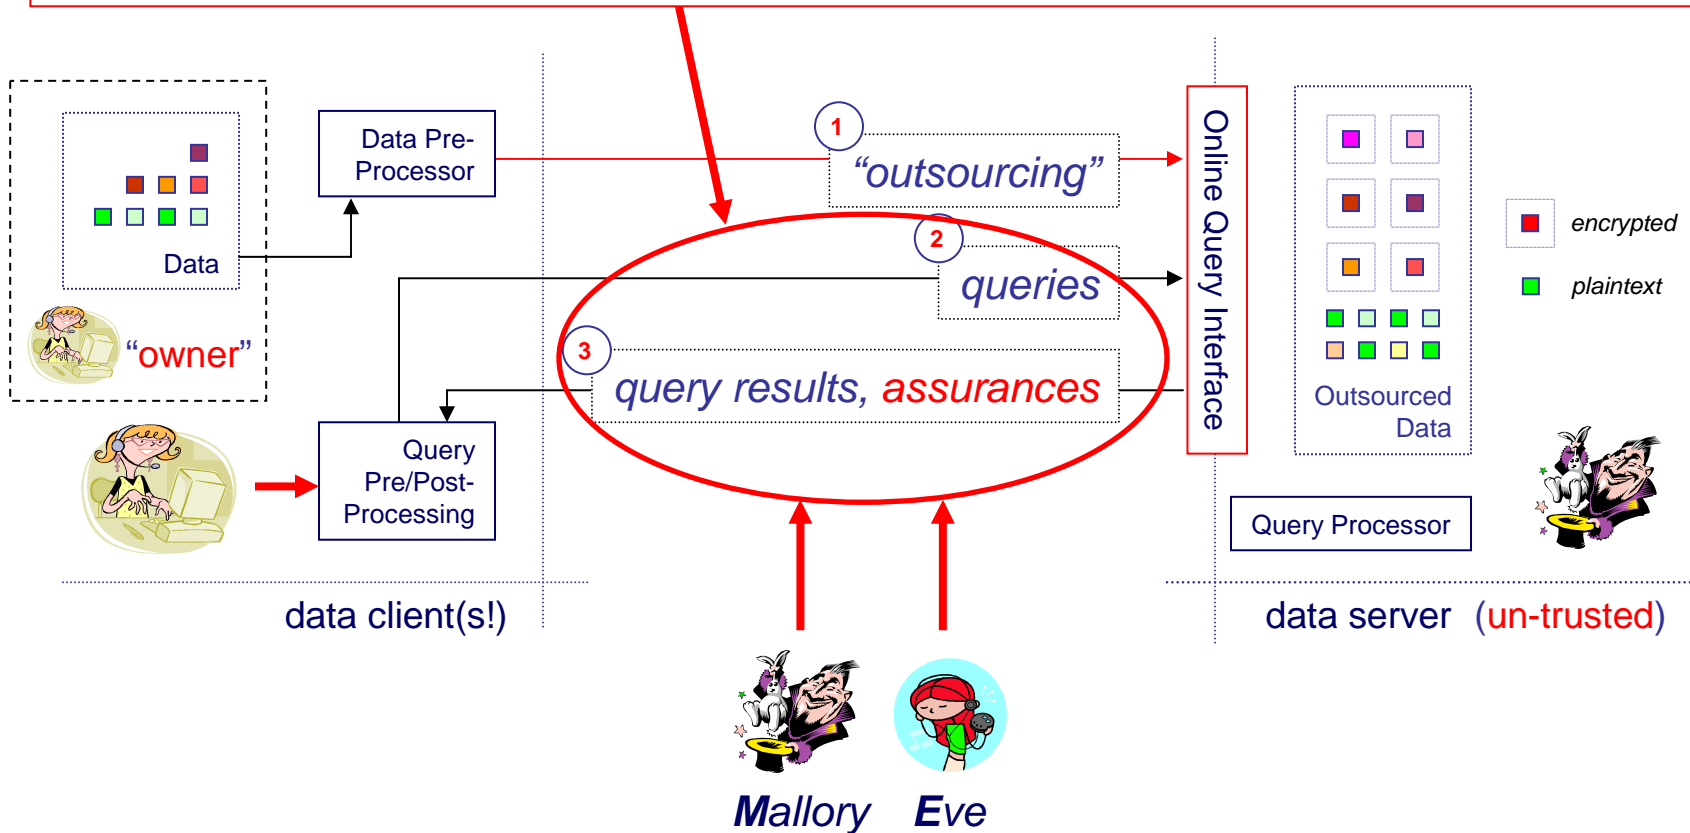 Data Pre-
Processor
1
"outsourcing"
2
queries
3
query results, assurances
Data
"owner"
Query
Pre/Post-
Processing
Online Query Interface
Outsourced
Data
encrypted
plaintext
Query Processor
data client(s!)
data server (un-trusted)
Mallory
Eve